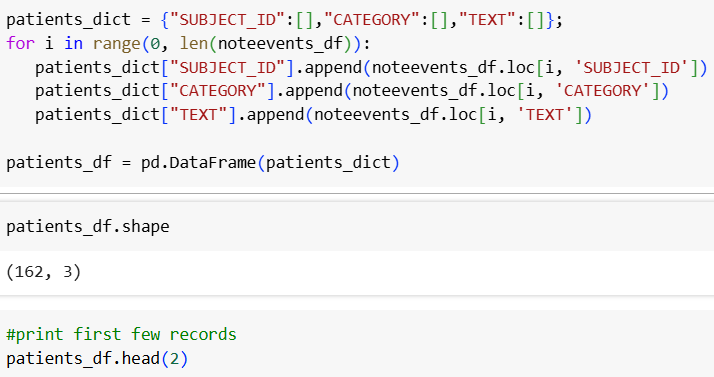 patients_dict = {"SUBJECT_ID":[],"CATEGORY":[],"TEXT":[]};
for i in range(0, len(noteevents_df)):
   patients_dict["SUBJECT_ID"].append(noteevents_df.loc[i, 'SUBJECT_ID'])
   patients_dict["CATEGORY"].append(noteevents_df.loc[i, 'CATEGORY'])
   patients_dict["TEXT"].append(noteevents_df.loc[i, 'TEXT'])
patients_df = pd.DataFrame(patients_dict)
patients_df.shape
(162, 3)
#print first few records
patients_df.head(2)